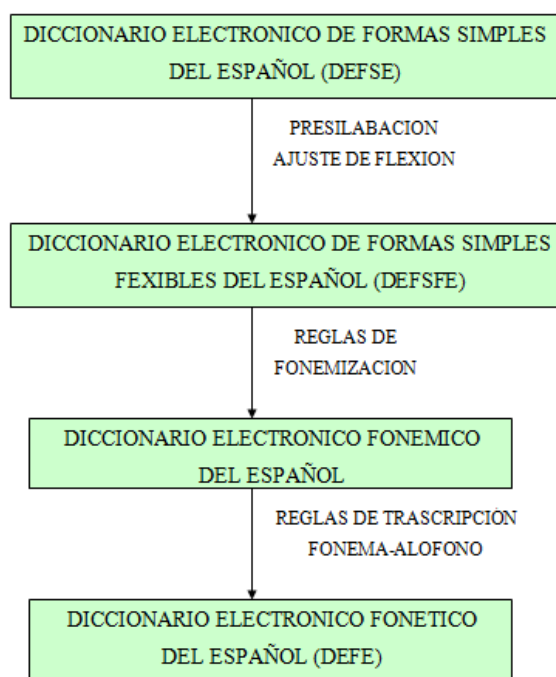 DICCIONARIO ELECTRONICO DE FORMAS SIMPLES
DEL ESPAÑOL (DEFSE)
PRESILABACION
AJUSTE DE FLEXION
DICCIONARIO ELECTRONICO DE FORMAS SIMPLES
FEXIBLES DEL ESPAÑOL (DEFSFE)
REGLAS DE
FONEMIZACION
DICCIONARIO ELECTRONICO FONEMICO
DEL ESPAÑOL
REGLAS DE TRASCRIPCIÓN
FONEMA-ALOFONO
DICCIONARIO ELECTRONICO FONETICO
DEL ESPAÑOL (DEFE)